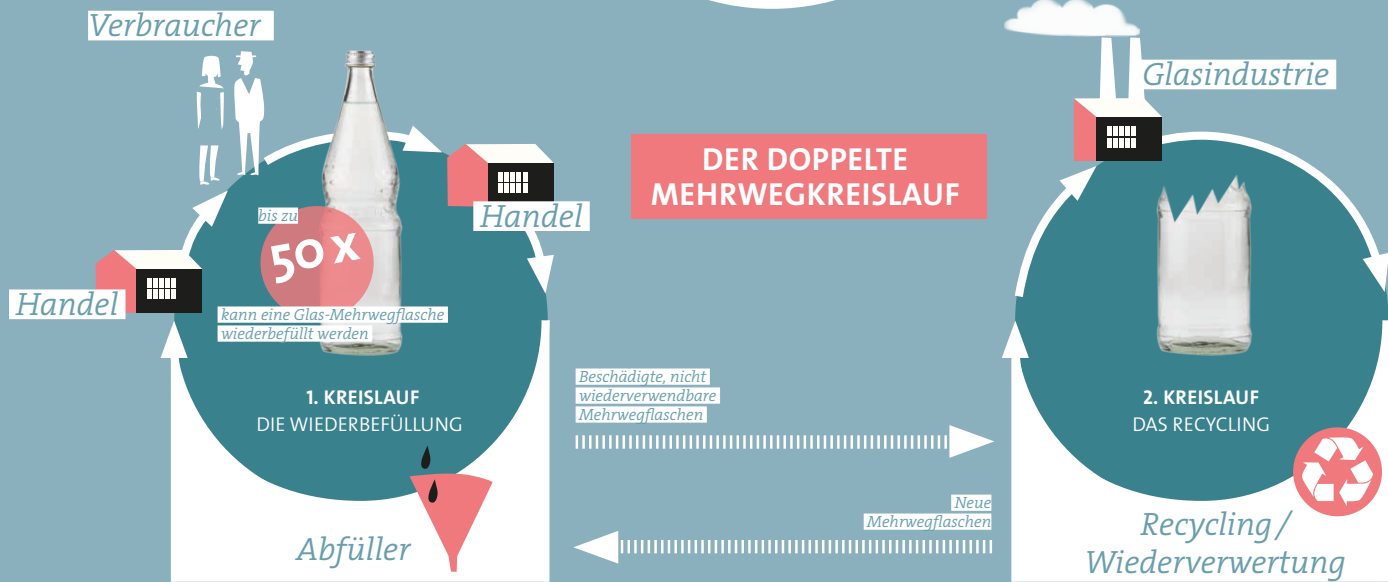 Verbraucher
Handel
Handel
bis zu
50 x
kann eine Glas-Mehrwegflasche
wiederbefüllt werden
1. KREISLAUF
DIE WIEDERBEFÜLLUNG
Abfüller
DER DOPPELTE
MEHRWEGKREISLAUF
Beschädigte, nicht
wiederverwendbare
Mehrwegflaschen
Neue
Mehrwegflaschen
Glasindustrie
2. KREISLAUF
DAS RECYCLING
Recycling /
Wiederverwertung